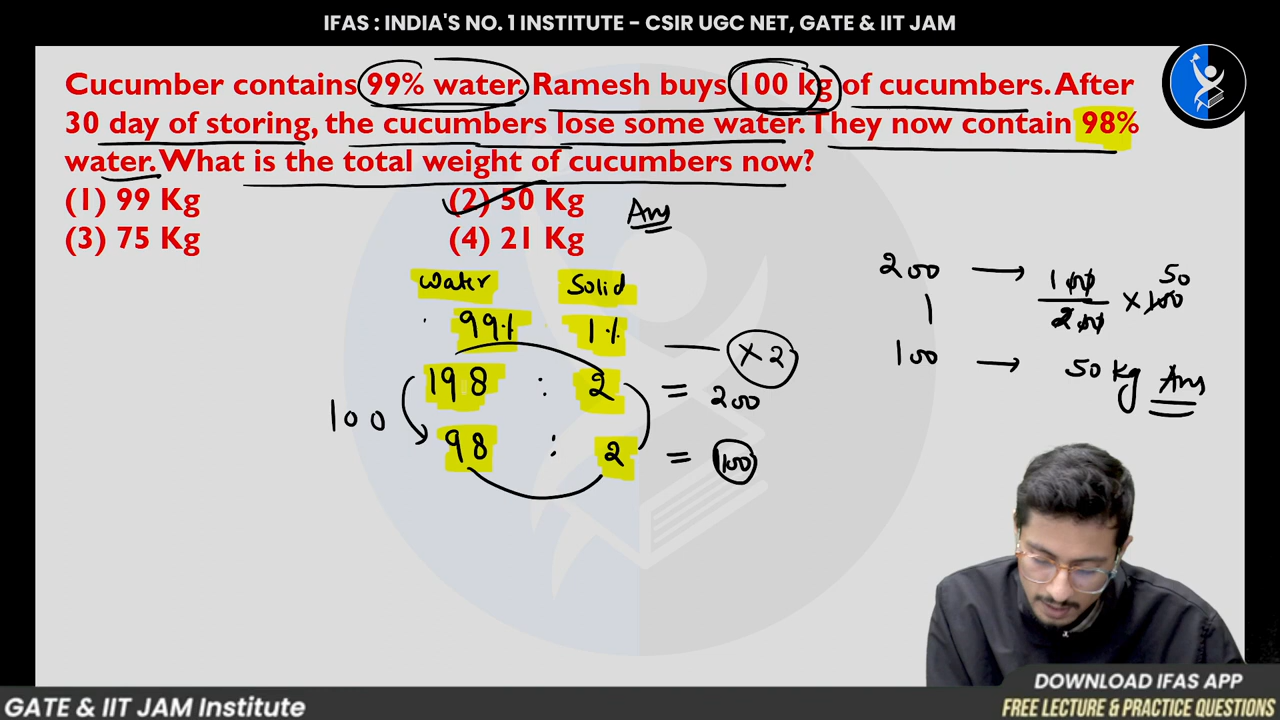 IFAS : INDIA'S NO. 1 INSTITUTE – CSIR UGC NET, GATE & IIT JAM
Cucumber contains 99% water. Ramesh buys 100 kg of cucumbers. After
30 day of storing, the cucumbers lose some water. They now contain 98%
water. What is the total weight of cucumbers now?
(1) 99 Kg (2) 50 Kg Ans
(3) 75 Kg (4) 21 Kg
Water Solid
99% 1% × 2
198 : 2 = 200
100
98 : 2 = 100
200 → 100/200 × 100 50
1
100 → 50 kg Ans
DOWNLOAD IFAS APP
GATE & IIT JAM Institute
FREE LECTURE & PRACTICE QUESTIONS